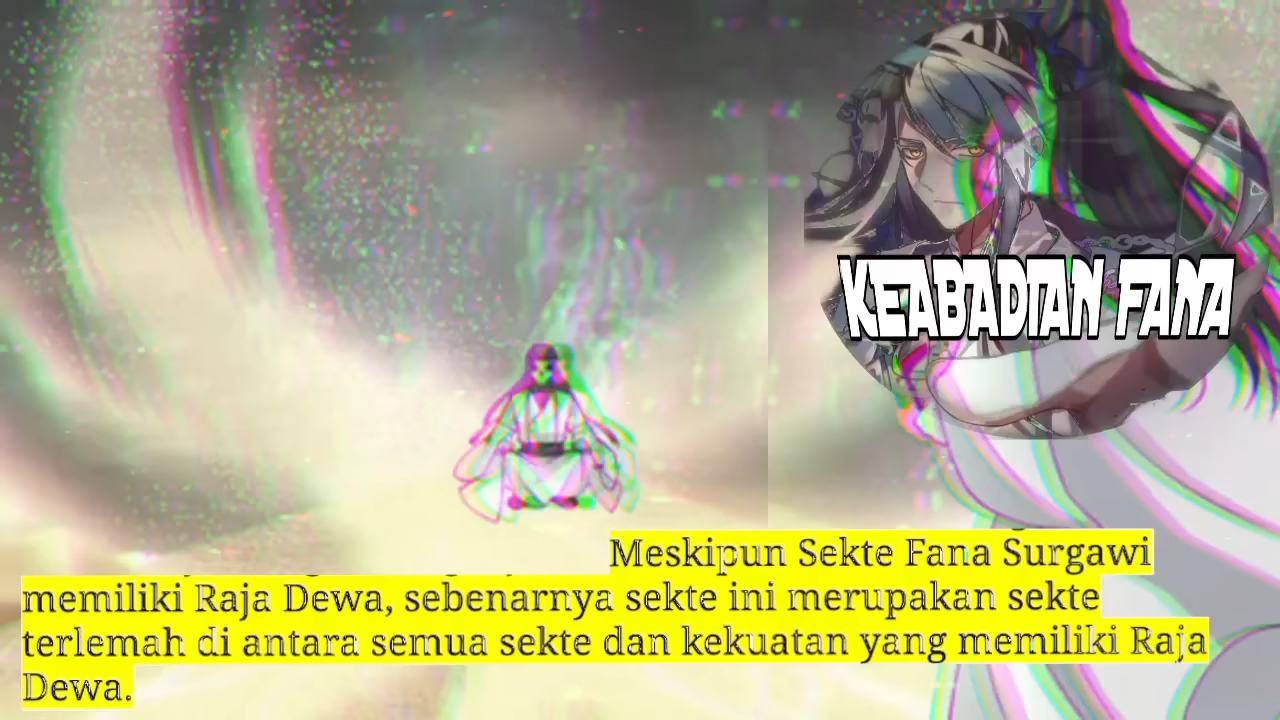 KEABADIAN FANA
Meskipun Sekte Fana Surgawi
memiliki Raja Dewa, sebenarnya sekte ini merupakan sekte
terlemah di antara semua sekte dan kekuatan yang memiliki Raja
Dewa.